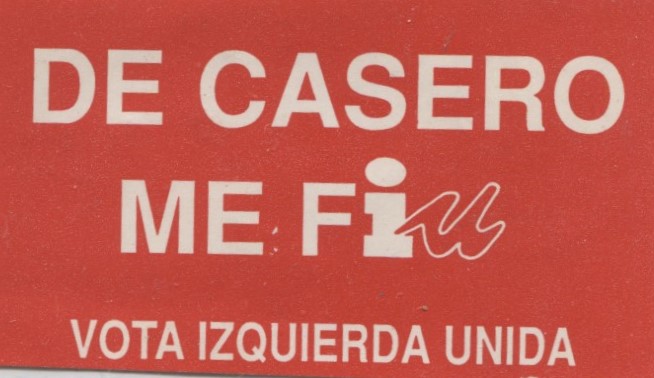 DE CASERO
ME Fiu
VOTA IZQUIERDA UNIDA